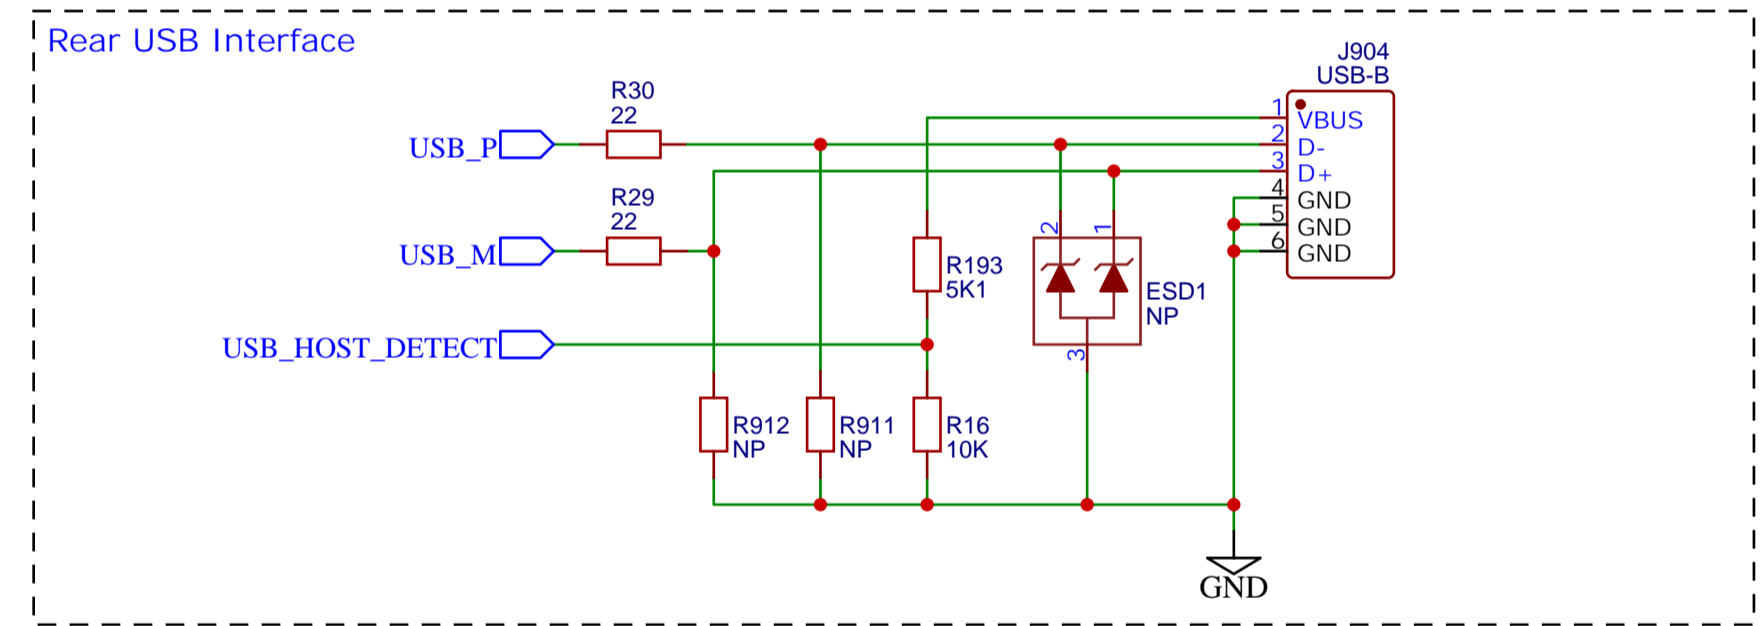 Rear USB Interface
J904
USB-B
R30
22
USB_P
1
VBUS
2
D-
3
D+
4
GND
5
GND
6
GND
R29
22
USB_M
2
1
R193
5K1
ESD1
NP
USB_HOST_DETECT
3
R912
NP
R911
NP
R16
10K
GND